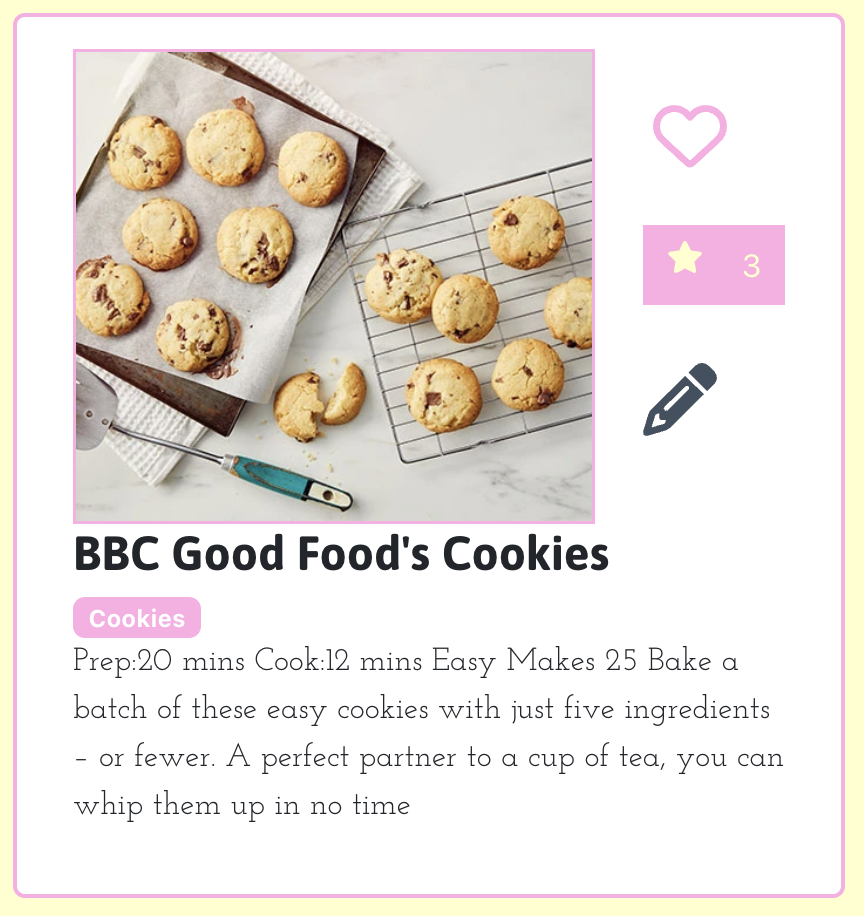 3
BBC Good Food's Cookies
Cookies
Prep:20 mins Cook:12 mins Easy Makes 25 Bake a
batch of these easy cookies with just five ingredients
– or fewer. A perfect partner to a cup of tea, you can
whip them up in no time